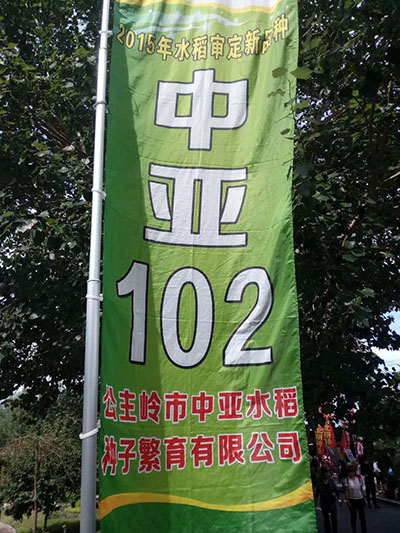 2015年水稻审定新品种
中
亚
102
公主岭市中亚水稻
种子繁育有限公司